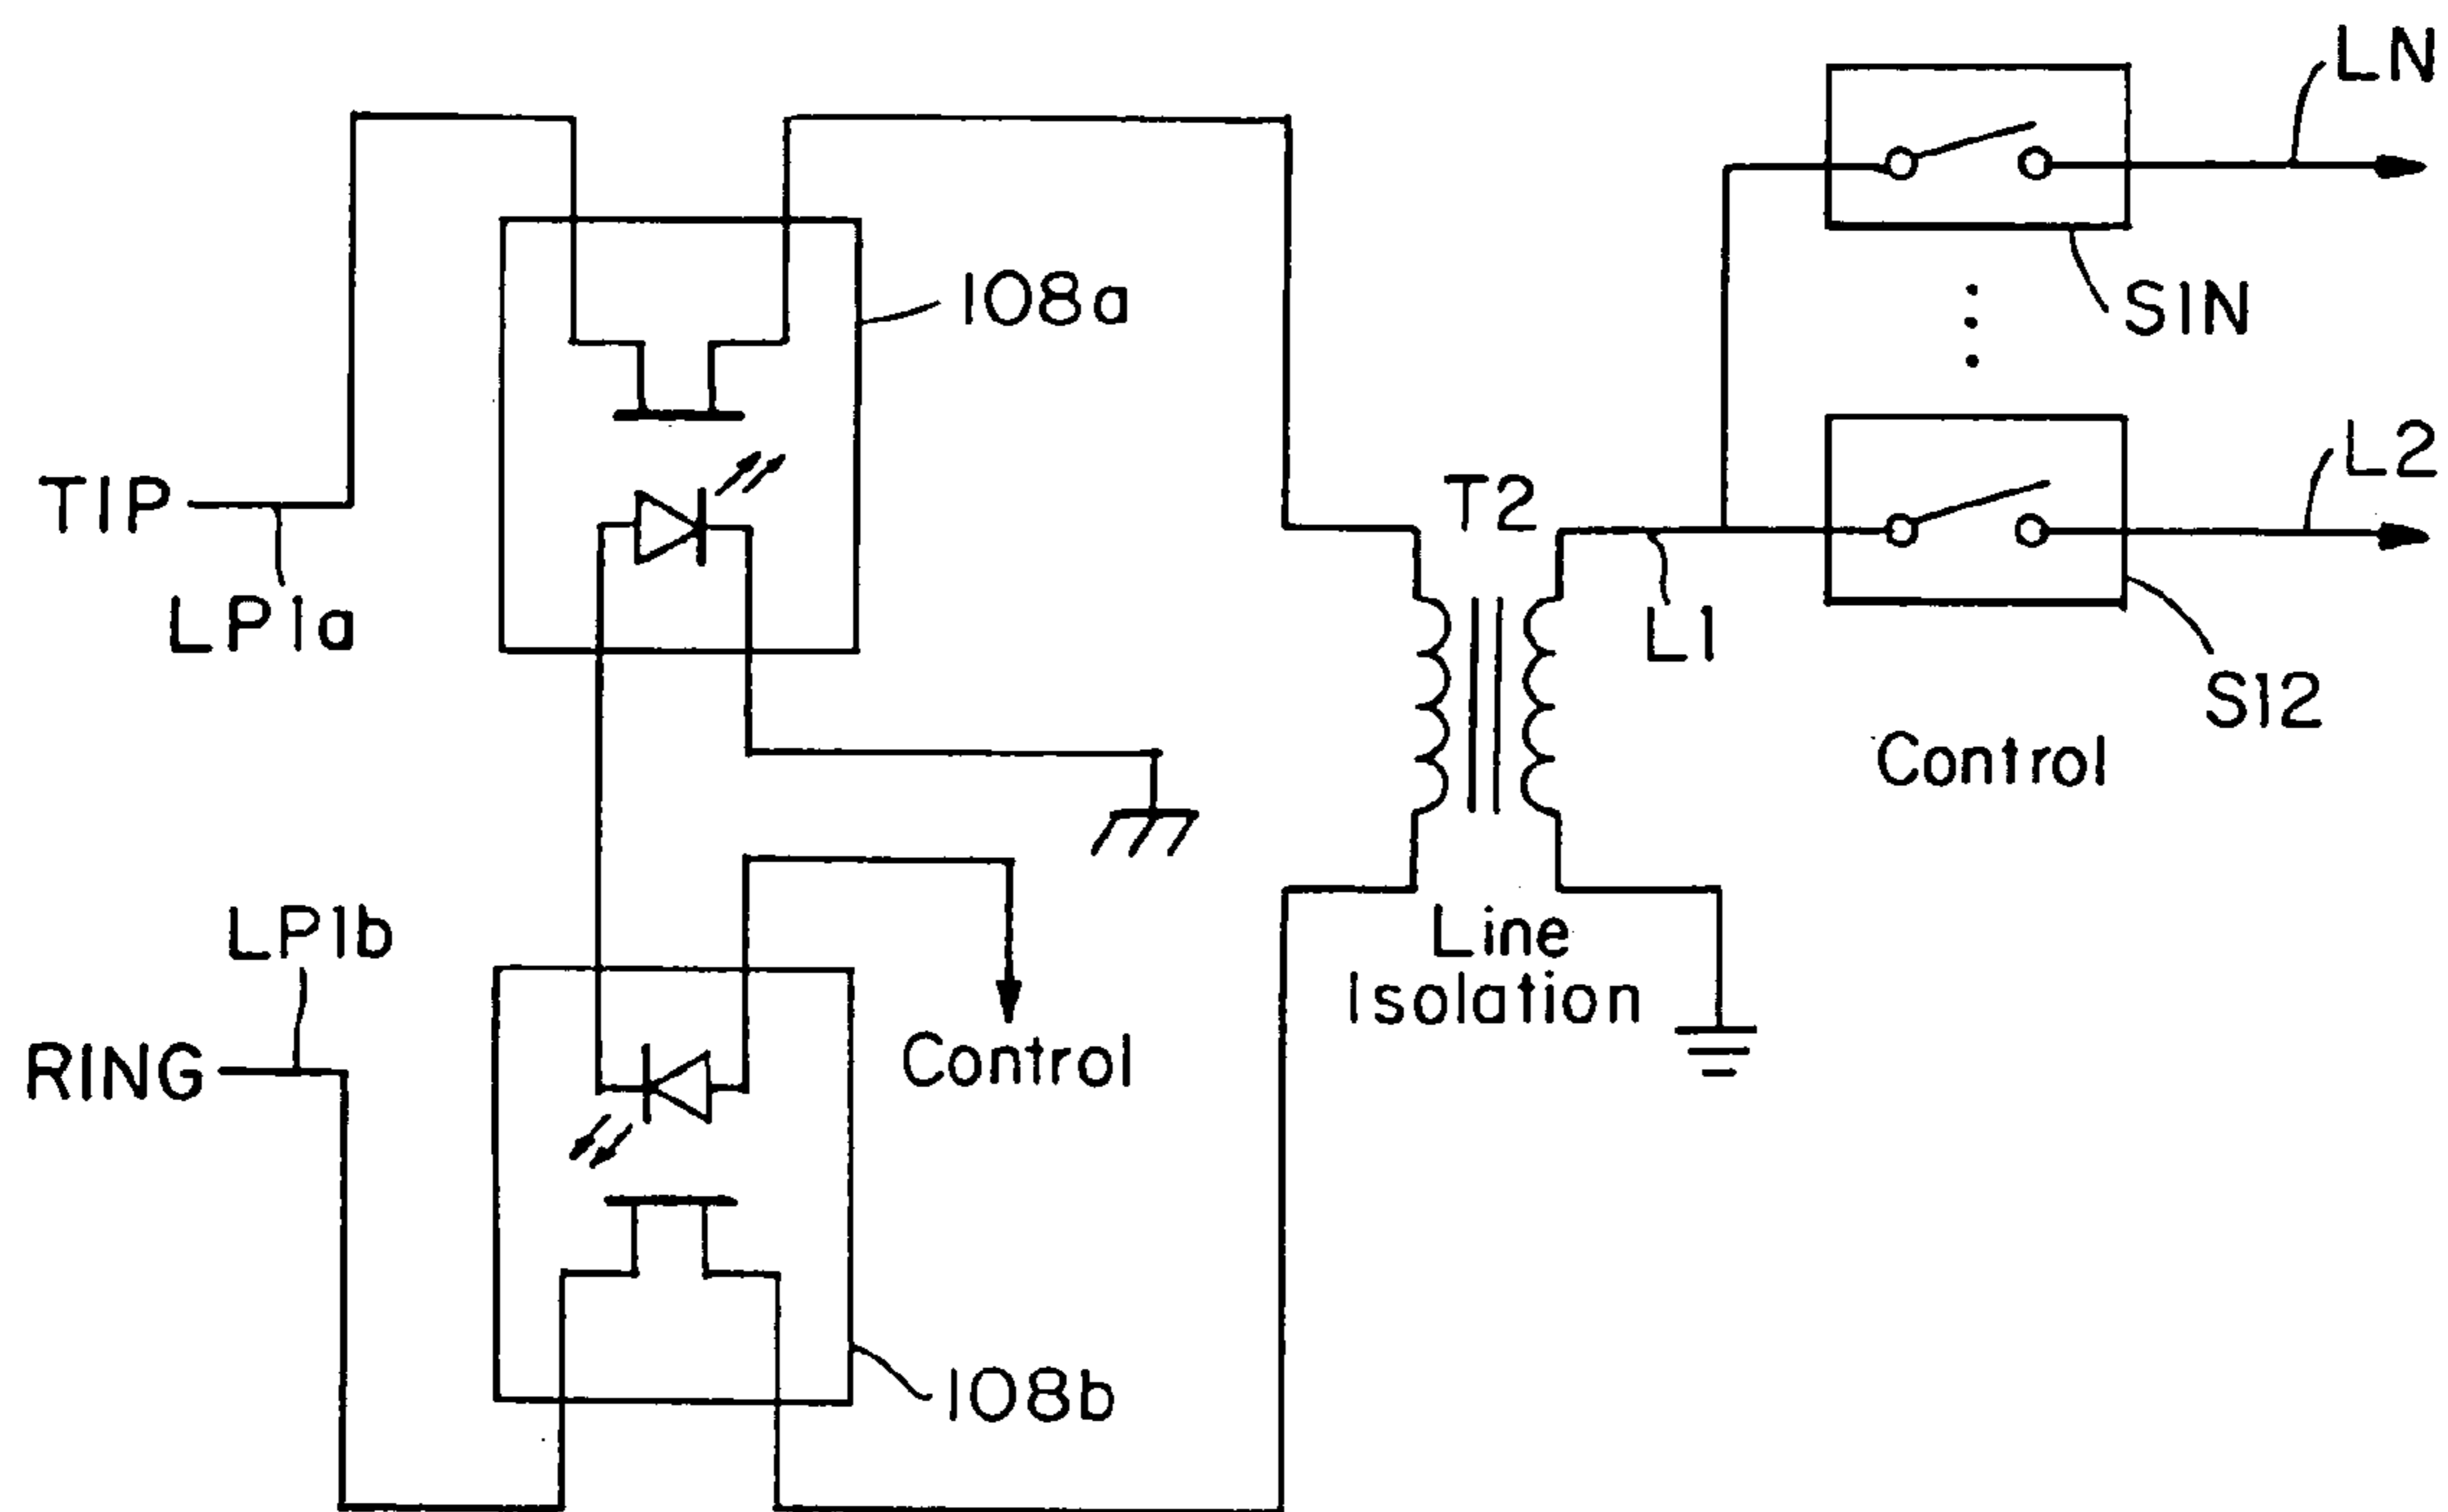 LN
S1N
108a
TIP
LP1a
T2
L1
L2
S12
Control
LP1b
RING
Control
Line
Isolation
108b